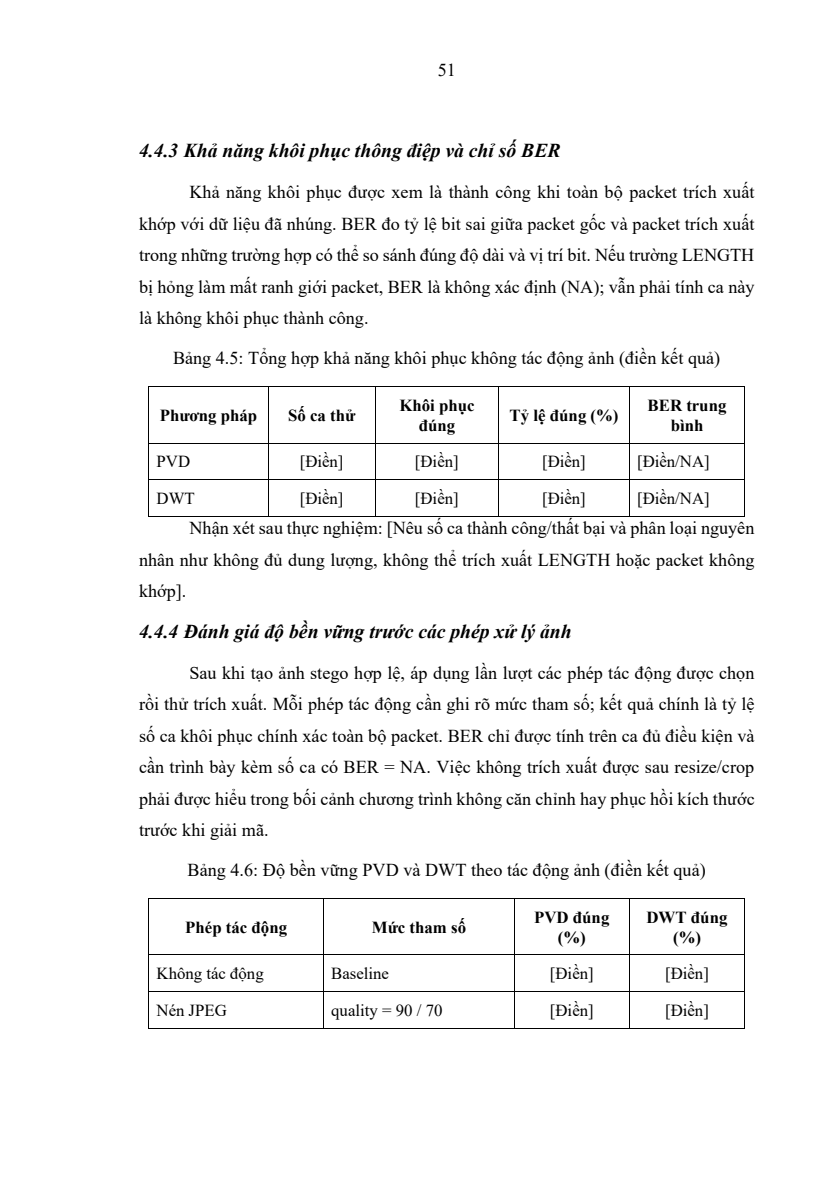 51
4.4.3 Khả năng khôi phục thông điệp và chỉ số BER
Khả năng khôi phục được xem là thành công khi toàn bộ packet trích xuất
khớp với dữ liệu đã nhúng. BER đo tỷ lệ bit sai giữa packet gốc và packet trích xuất
trong những trường hợp có thể so sánh đúng độ dài và vị trí bit. Nếu trường LENGTH
bị hỏng làm mất ranh giới packet, BER là không xác định (NA); vẫn phải tính ca này
là không khôi phục thành công.
Bảng 4.5: Tổng hợp khả năng khôi phục không tác động ảnh (điền kết quả)
Phương pháp Số ca thử Khôi phục đúng Tỷ lệ đúng (%) BER trung bình
PVD [Điền] [Điền] [Điền] [Điền/NA]
DWT [Điền] [Điền] [Điền] [Điền/NA]
Nhận xét sau thực nghiệm: [Nêu số ca thành công/thất bại và phân loại nguyên
nhân như không đủ dung lượng, không thể trích xuất LENGTH hoặc packet không
khớp].
4.4.4 Đánh giá độ bền vững trước các phép xử lý ảnh
Sau khi tạo ảnh stego hợp lệ, áp dụng lần lượt các phép tác động được chọn
rồi thử trích xuất. Mỗi phép tác động cần ghi rõ mức tham số; kết quả chính là tỷ lệ
số ca khôi phục chính xác toàn bộ packet. BER chỉ được tính trên ca đủ điều kiện và
cần trình bày kèm số ca có BER = NA. Việc không trích xuất được sau resize/crop
phải được hiểu trong bối cảnh chương trình không căn chỉnh hay phục hồi kích thước
trước khi giải mã.
Bảng 4.6: Độ bền vững PVD và DWT theo tác động ảnh (điền kết quả)
Phép tác động Mức tham số PVD đúng (%) DWT đúng (%)
Không tác động Baseline [Điền] [Điền]
Nén JPEG quality = 90 / 70 [Điền] [Điền]